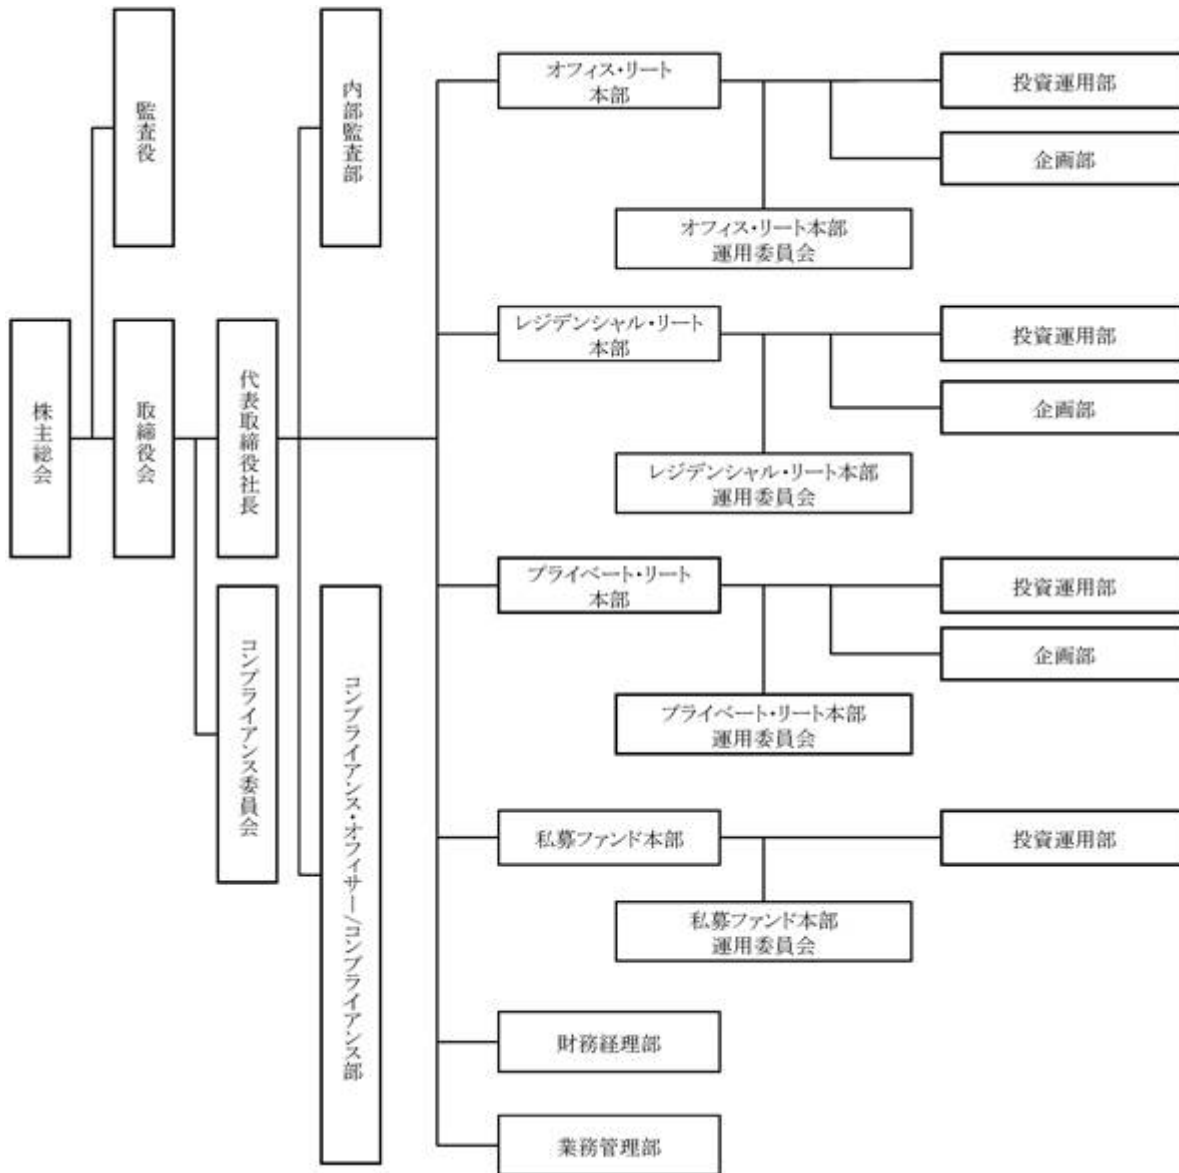 株主総会
監査役
取締役会
代表取締役社長
コンプライアンス委員会
内部監査部
コンプライアンス・オフィサー/コンプライアンス部
オフィス・リート
本部
投資運用部
企画部
オフィス・リート本部
運用委員会
レジデンシャル・リート
本部
投資運用部
企画部
レジデンシャル・リート本部
運用委員会
プライベート・リート
本部
投資運用部
企画部
プライベート・リート本部
運用委員会
私募ファンド本部
投資運用部
私募ファンド本部
運用委員会
財務経理部
業務管理部